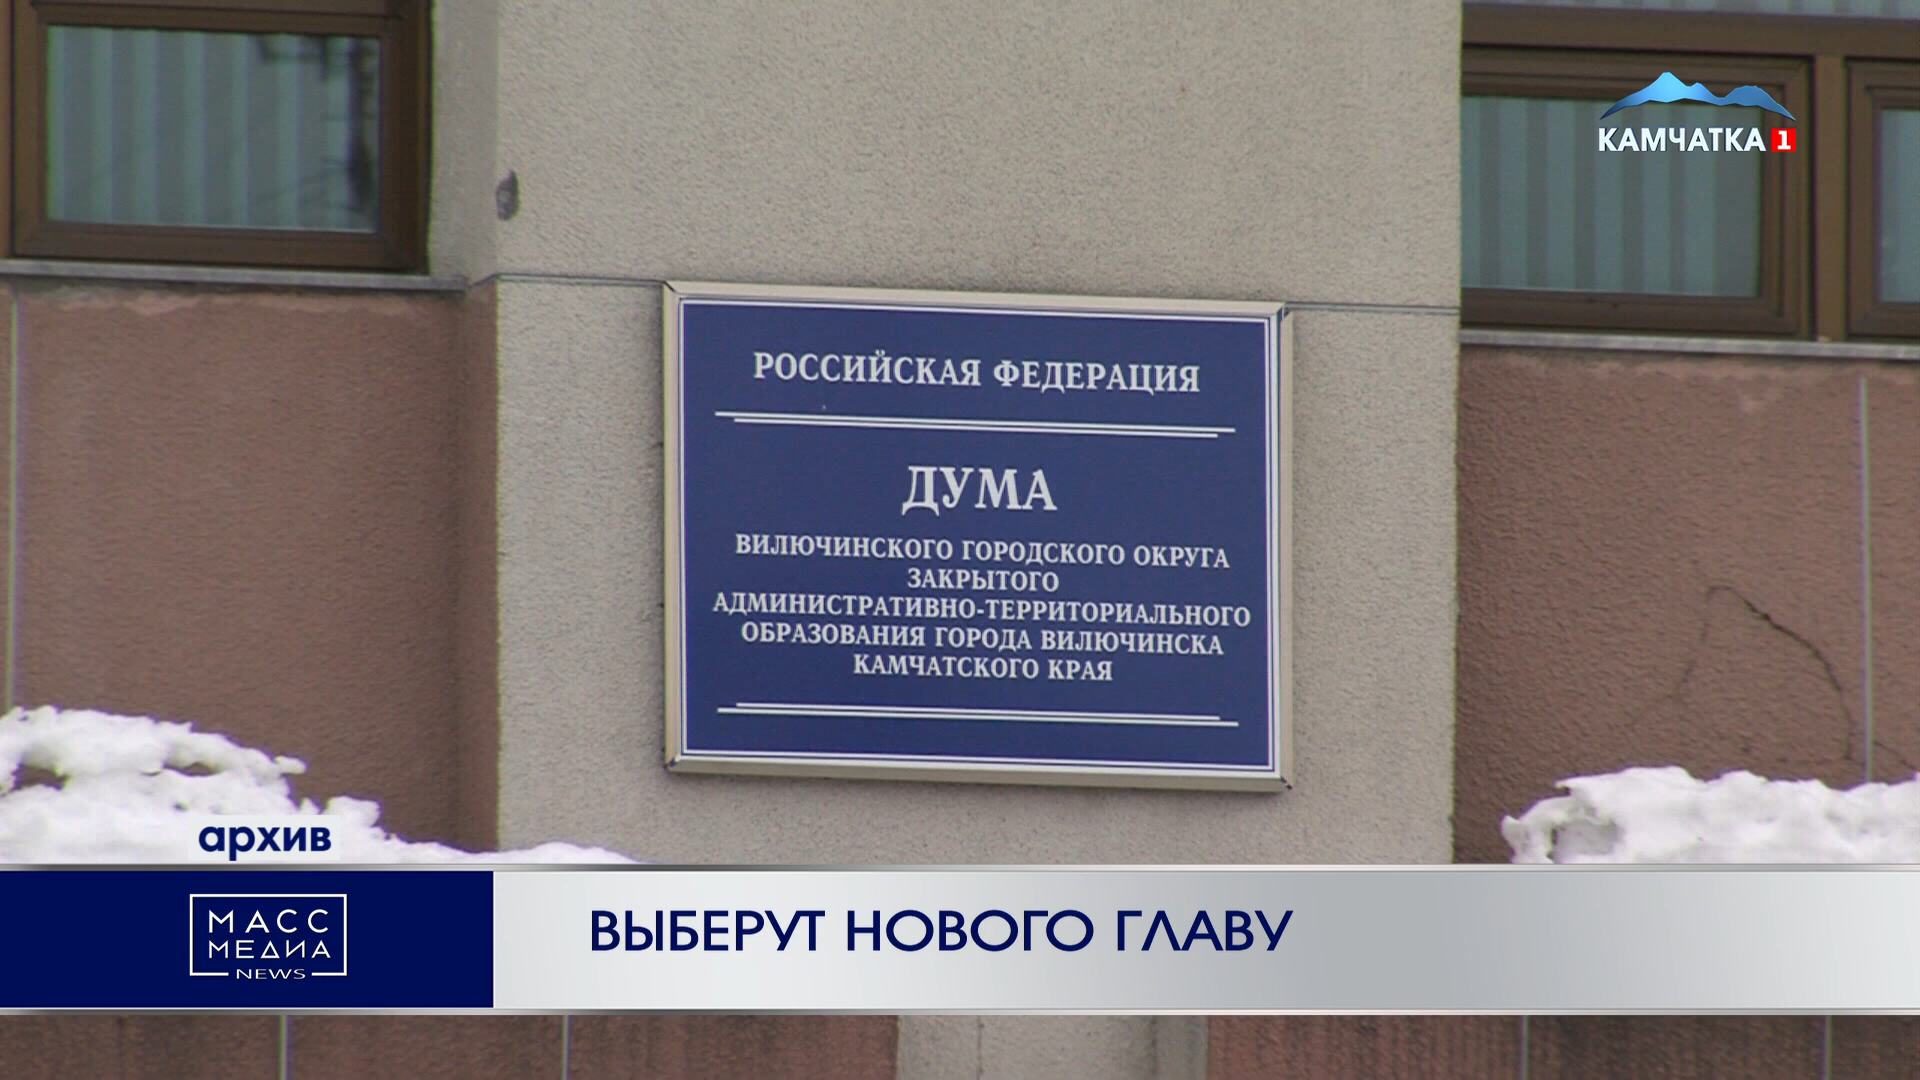 КАМЧАТКА 1
РОССИЙСКАЯ ФЕДЕРАЦИЯ
ДУМА
ВИЛЮЧИНСКОГО ГОРОДСКОГО ОКРУГА
ЗАКРЫТОГО
АДМИНИСТРАТИВНО-ТЕРРИТОРИАЛЬНОГО
ОБРАЗОВАНИЯ ГОРОДА ВИЛЮЧИНСКА
КАМЧАТСКОГО КРАЯ
архив
МАСС
МЕДИА
NEWS
ВЫБЕРУТ НОВОГО ГЛАВУ